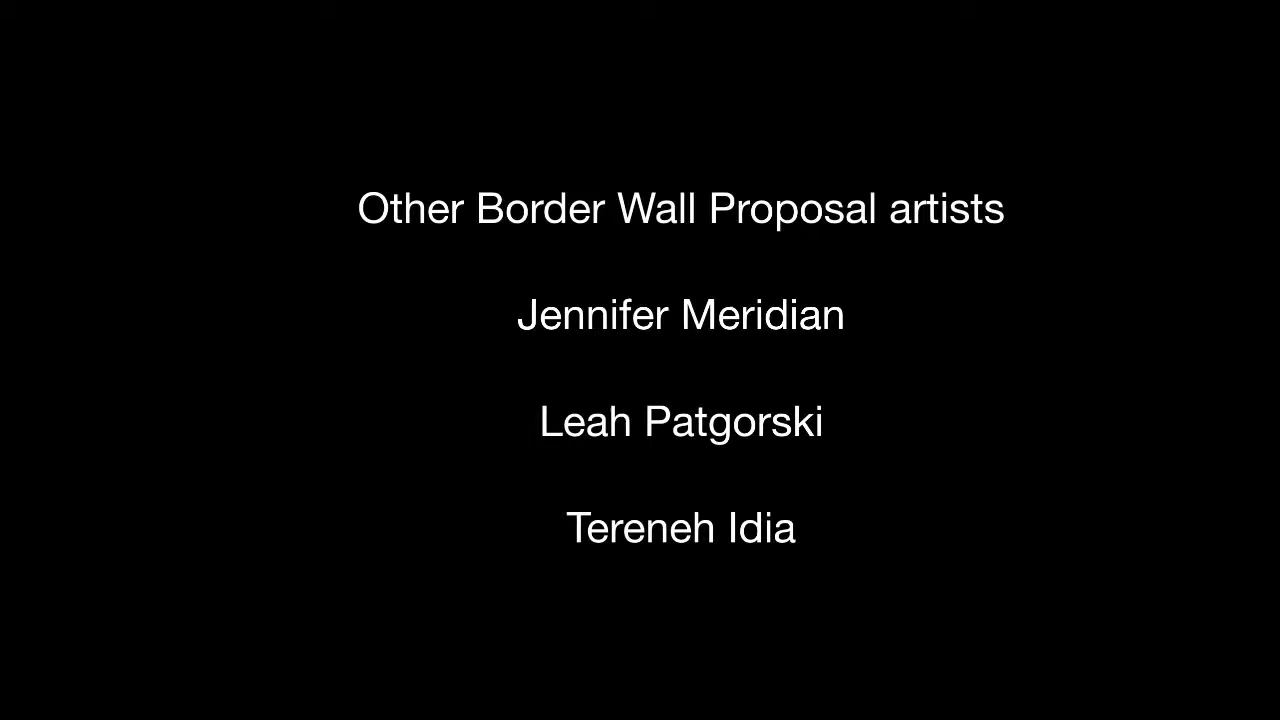 Other Border Wall Proposal artists
Jennifer Meridian
Leah Patgorski
Tereneh Idia